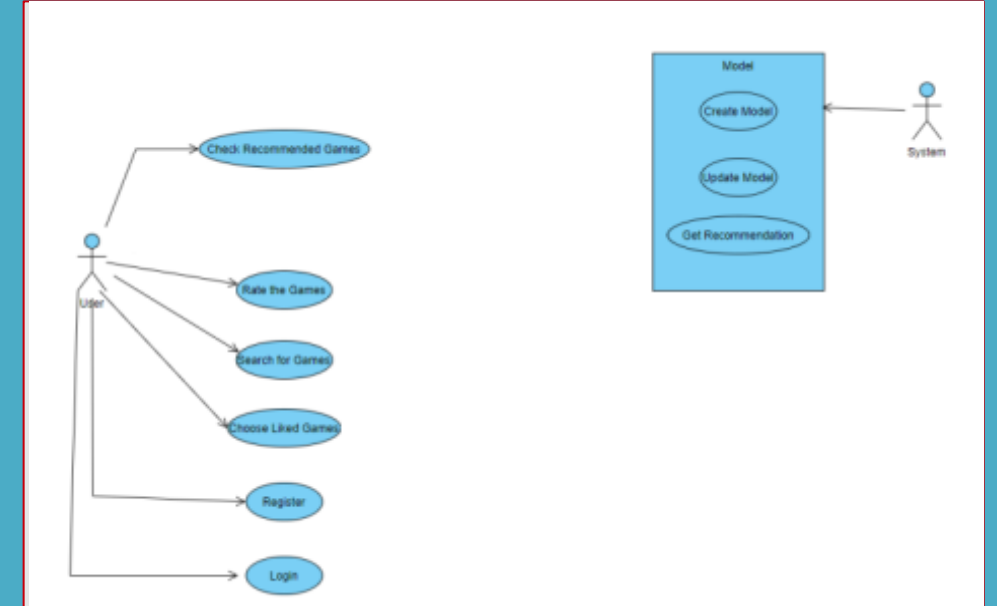 Model
Create Model
System
Check Recommended Games
Update Model
Get Recommendation
User
Rate the Games
Search for Games
Choose Liked Games
Register
Login